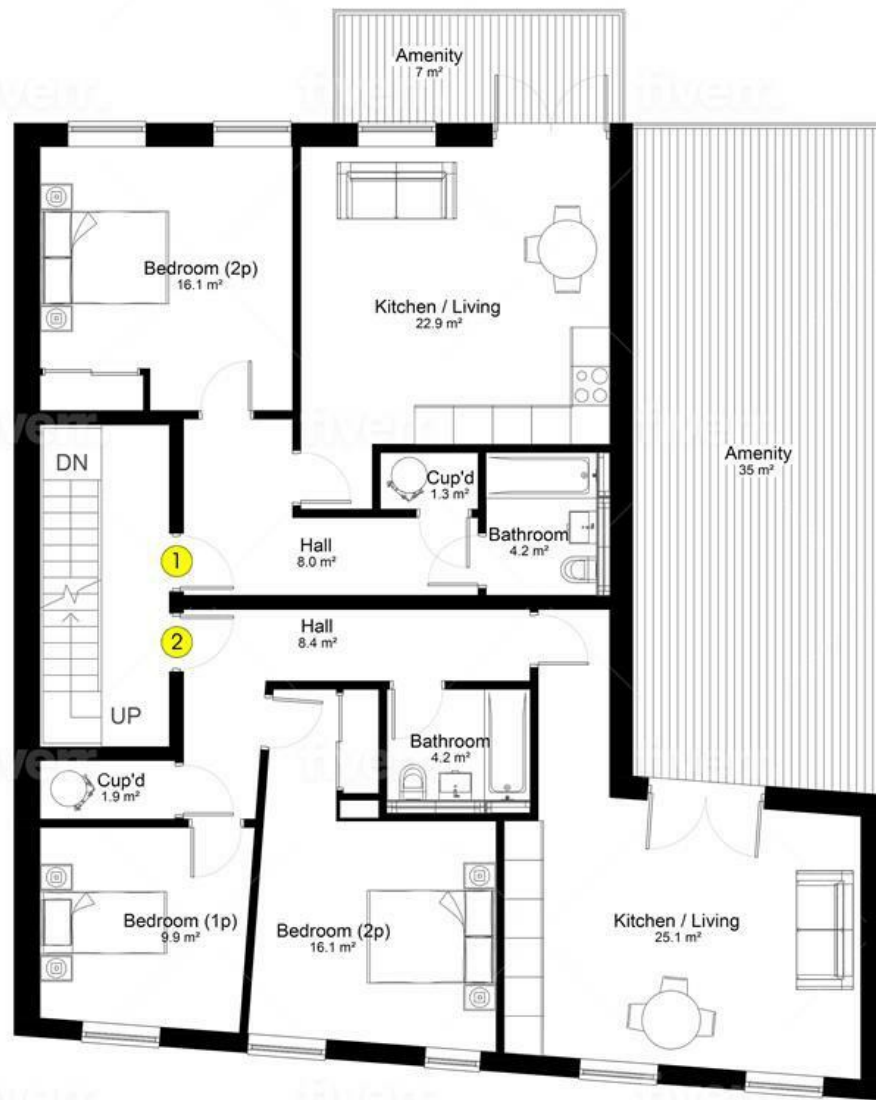 Amenity
7 m²
Bedroom (2p)
16.1 m²
Kitchen / Living
22.9 m²
DN
Cup'd
1.3 m²
Amenity
35 m²
Bathroom
4.2 m²
Hall
8.0 m²
1
Hall
8.4 m²
2
UP
Bathroom
4.2 m²
Cup'd
1.9 m²
Bedroom (1p)
9.9 m²
Bedroom (2p)
16.1 m²
Kitchen / Living
25.1 m²